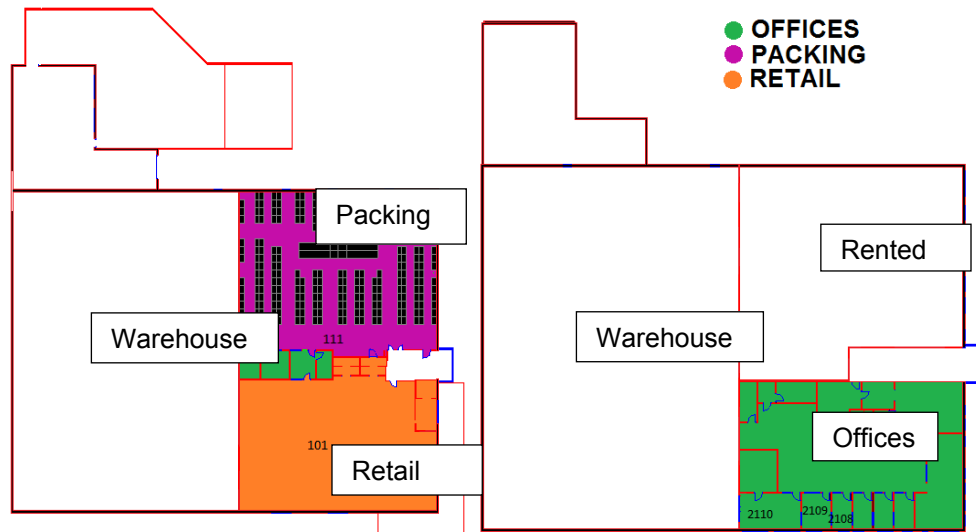 OFFICES
PACKING
RETAIL
Packing
Rented
Warehouse
111
Warehouse
101
Offices
Retail
2110
2109
2108